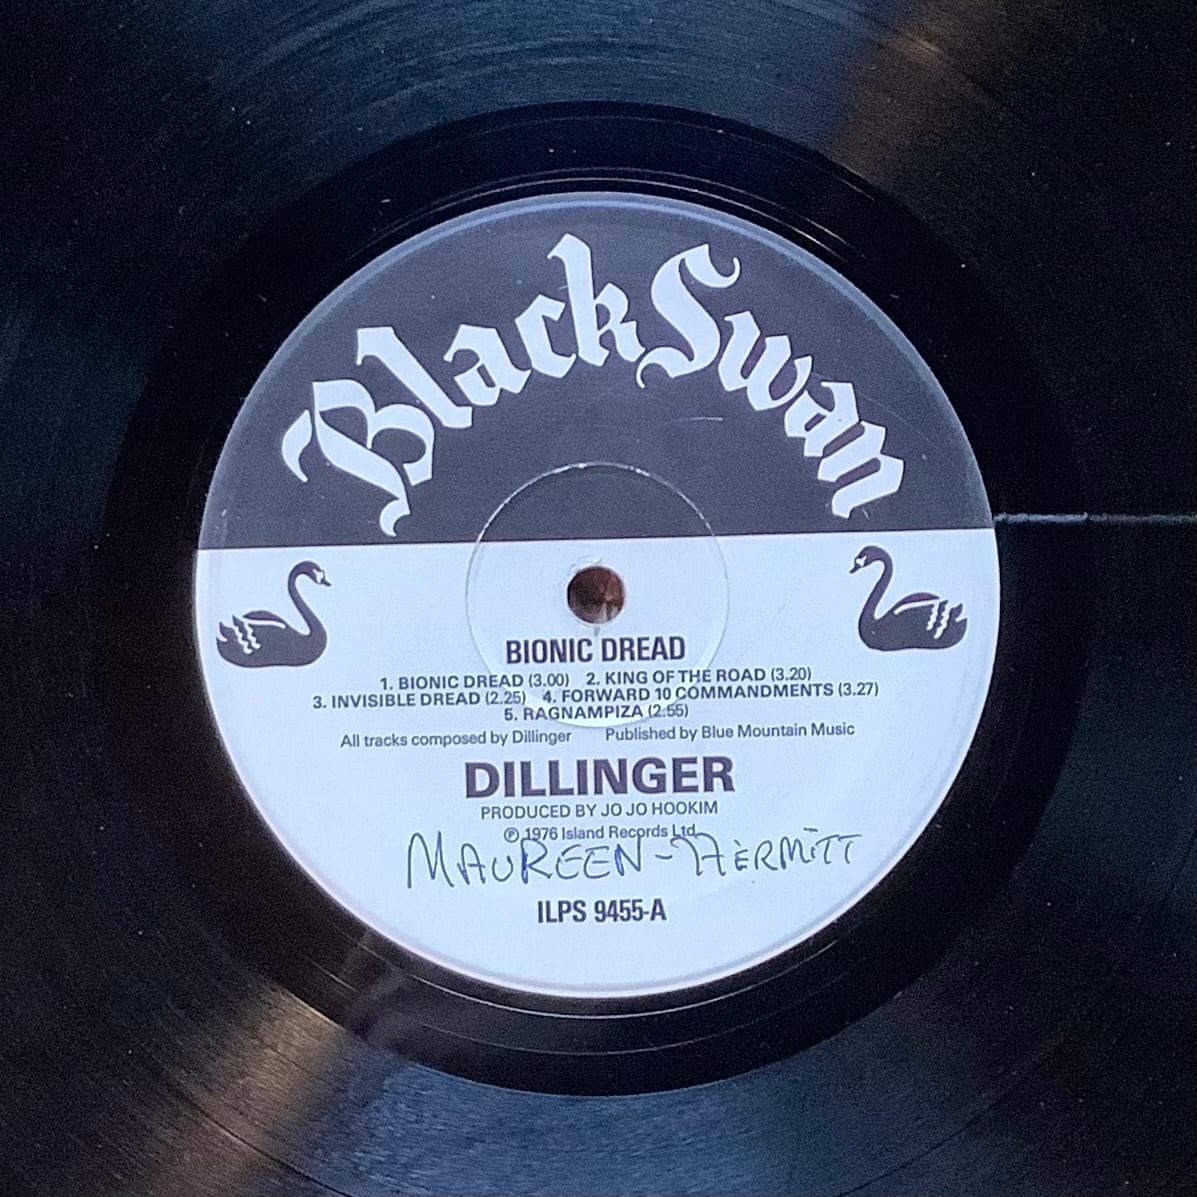 Black Swan
BIONIC DREAD
1. BIONIC DREAD (3.00) 2. KING OF THE ROAD (3.20)
3. INVISIBLE DREAD (2.25) 4. FORWARD 10 COMMANDMENTS (3.27)
5. RAGNAMPIZA (2:55)
All tracks composed by Dillinger Published by Blue Mountain Music
DILLINGER
PRODUCED BY JO JO HOOKIM
℗ 1976 Island Records Ltd
MAUREEN -
ILPS 9455-A